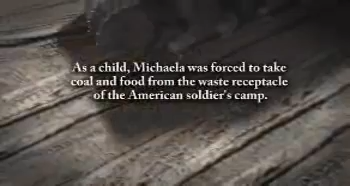 As a child, Michaela was forced to take
coal and food from the waste receptacle
of the American soldier's camp.